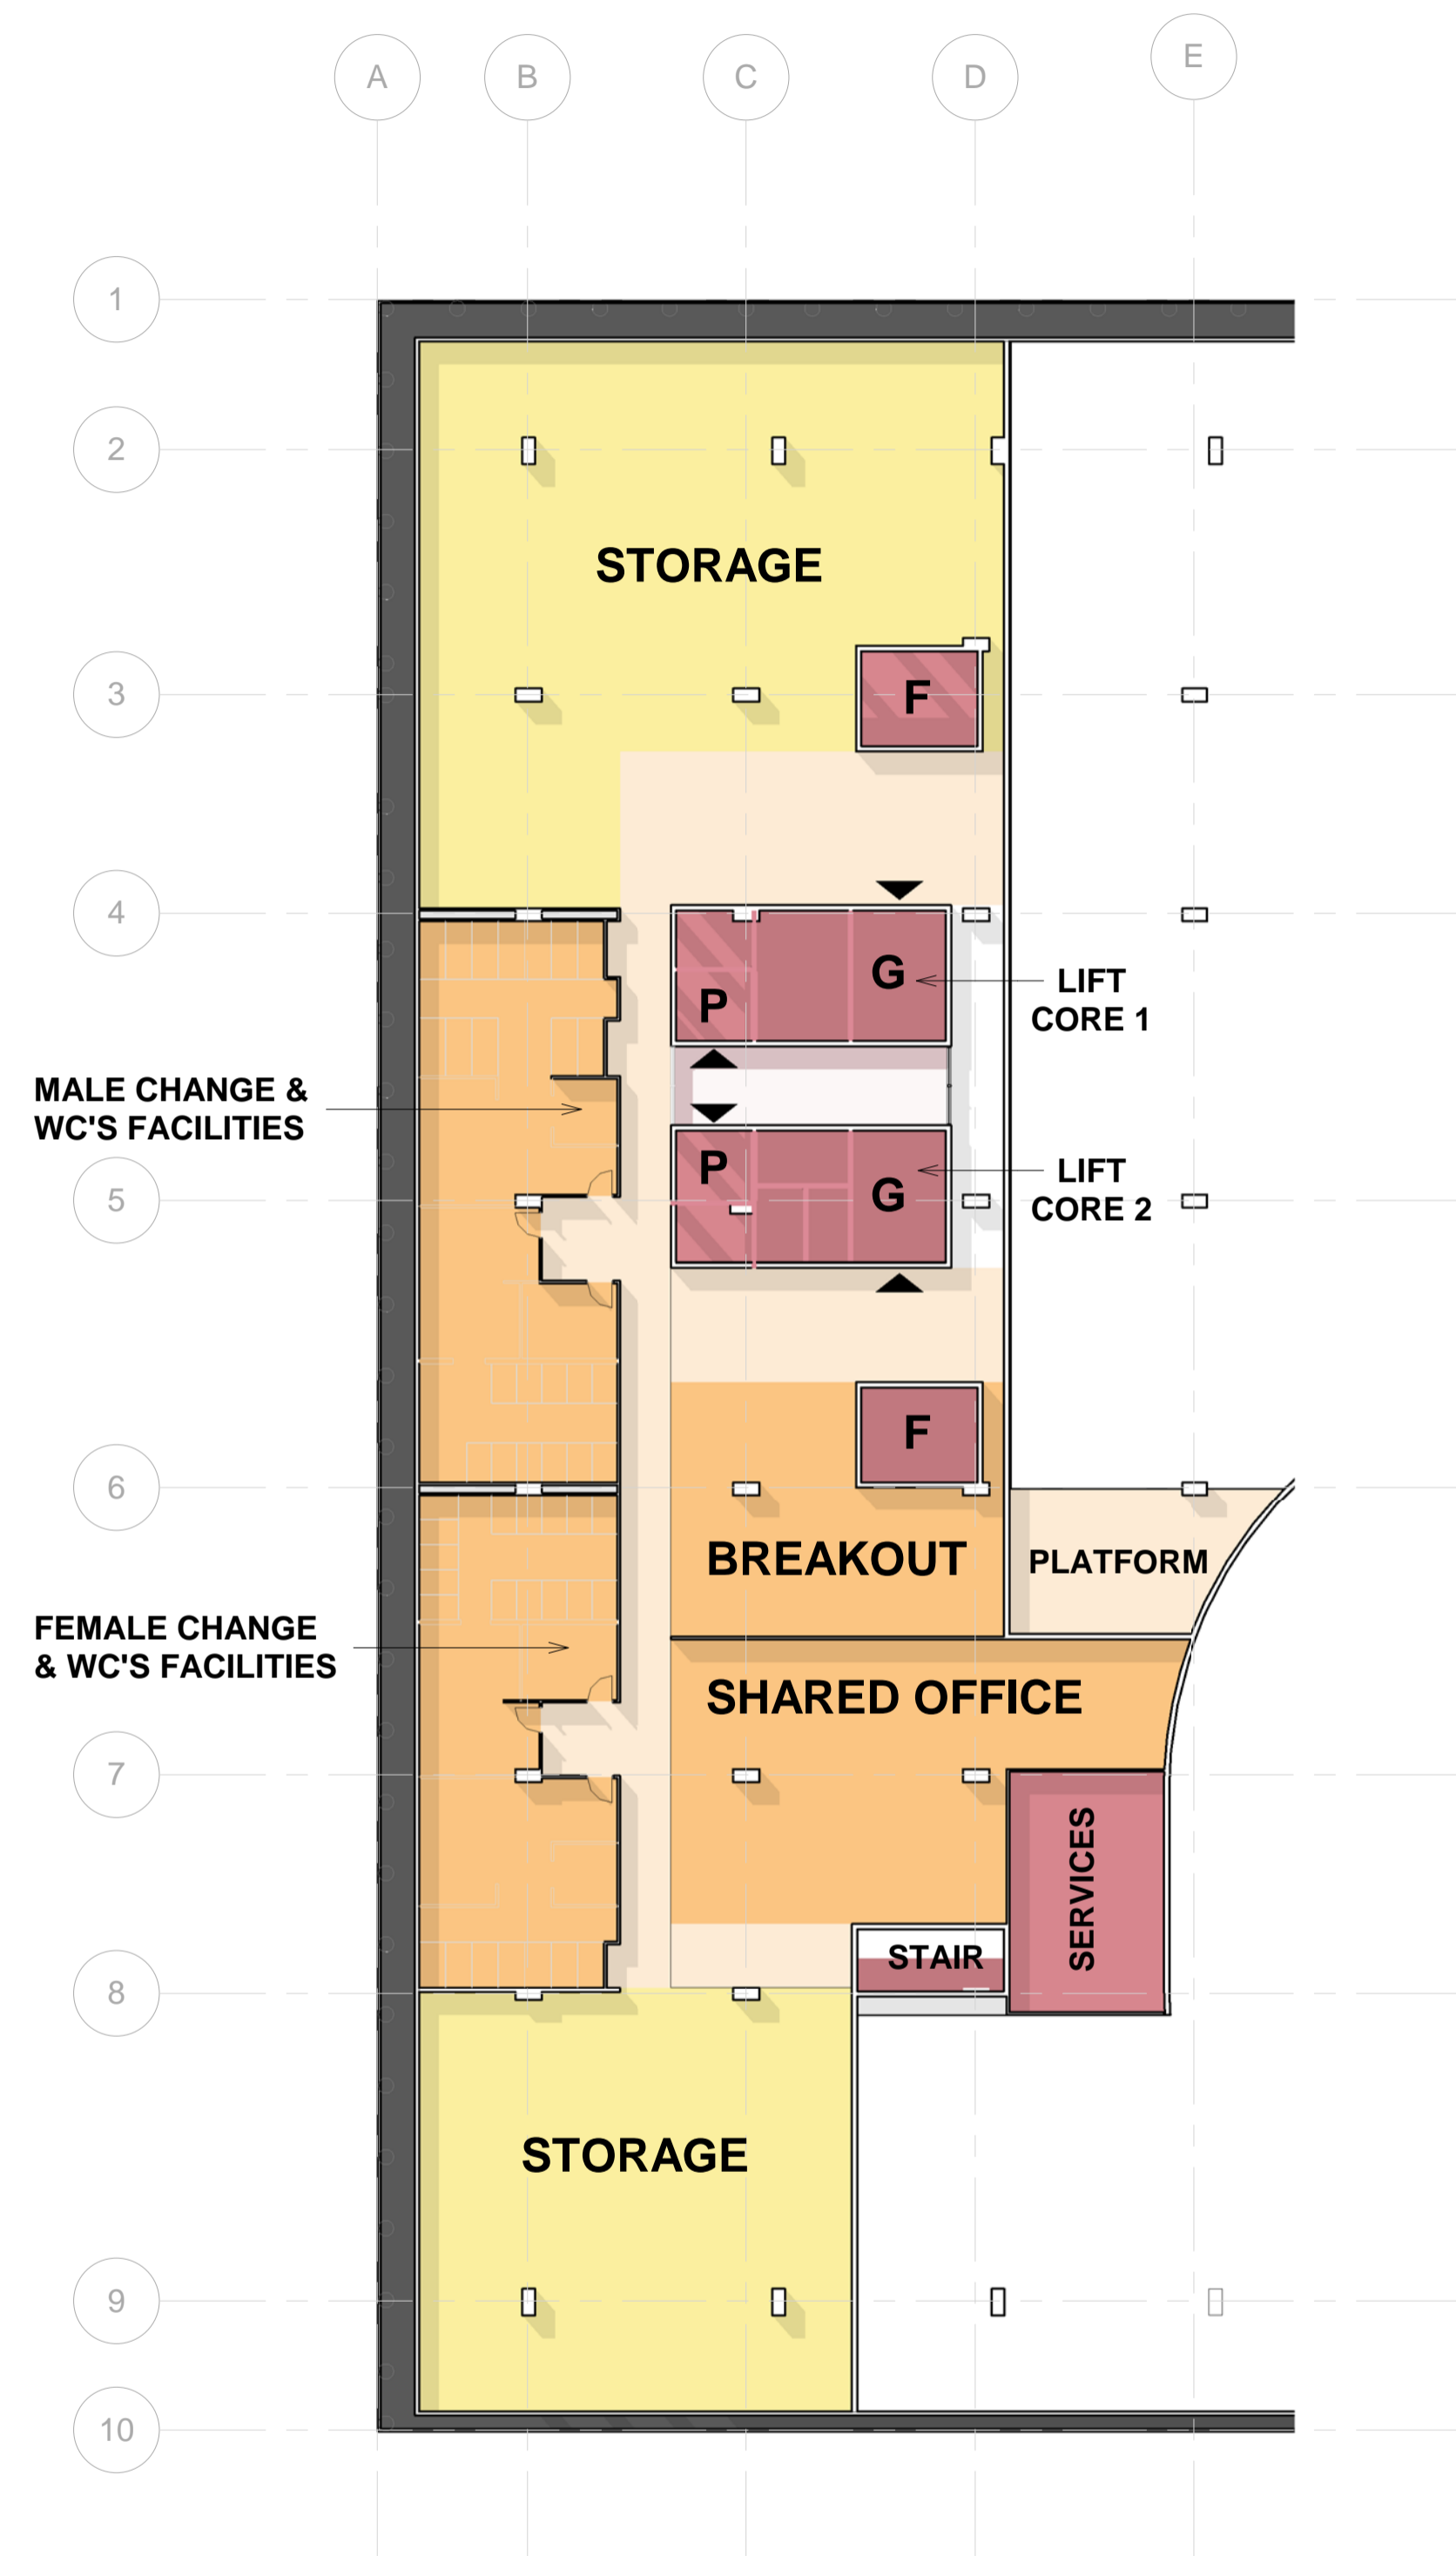 A
B
C
D
E
1
2
STORAGE
3
F
4
G
LIFT
CORE 1
P
MALE CHANGE &
WC'S FACILITIES
P
G
LIFT
CORE 2
5
F
6
BREAKOUT
PLATFORM
FEMALE CHANGE
& WC'S FACILITIES
SHARED OFFICE
7
SERVICES
STAIR
8
STORAGE
9
10